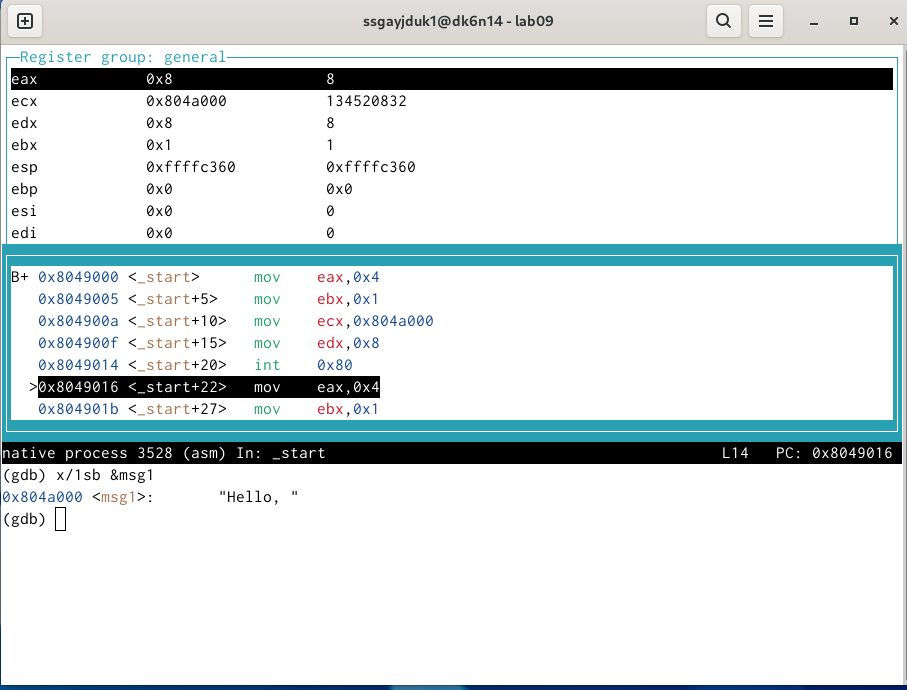 ssgayjduk1@dk6n14 - lab09
Register group: general
eax 0x8 8
ecx 0x804a000 134520832
edx 0x8 8
ebx 0x1 1
esp 0xffffc360 0xffffc360
ebp 0x0 0x0
esi 0x0 0
edi 0x0 0
B+ 0x8049000 <_start> mov eax,0x4
0x8049005 <_start+5> mov ebx,0x1
0x804900a <_start+10> mov ecx,0x804a000
0x804900f <_start+15> mov edx,0x8
0x8049014 <_start+20> int 0x80
>0x8049016 <_start+22> mov eax,0x4
0x804901b <_start+27> mov ebx,0x1
native process 3528 (asm) In: _start L14 PC: 0x8049016
(gdb) x/1sb &msg1
0x804a000 <msg1>: "Hello, "
(gdb)